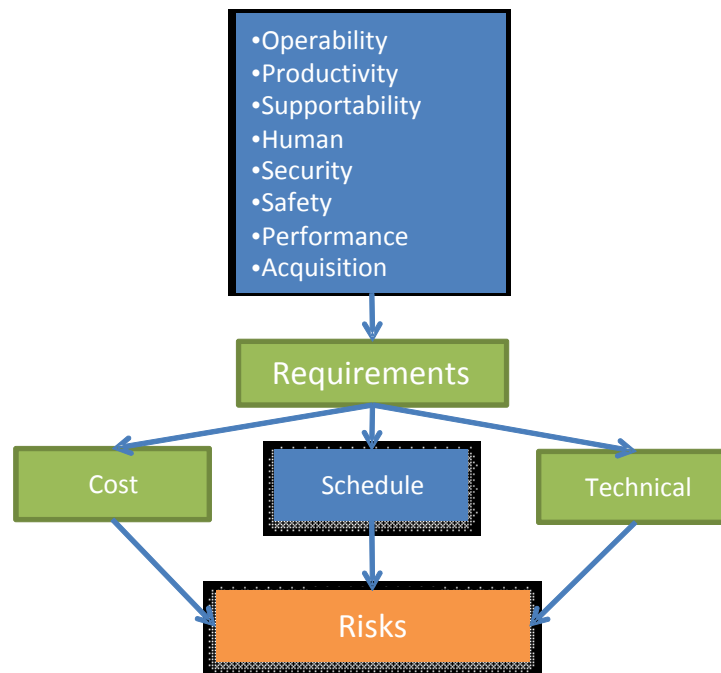 •Operability
•Productivity
•Supportability
•Human
•Security
•Safety
•Performance
•Acquisition
Requirements
Cost
Schedule
Technical
Risks